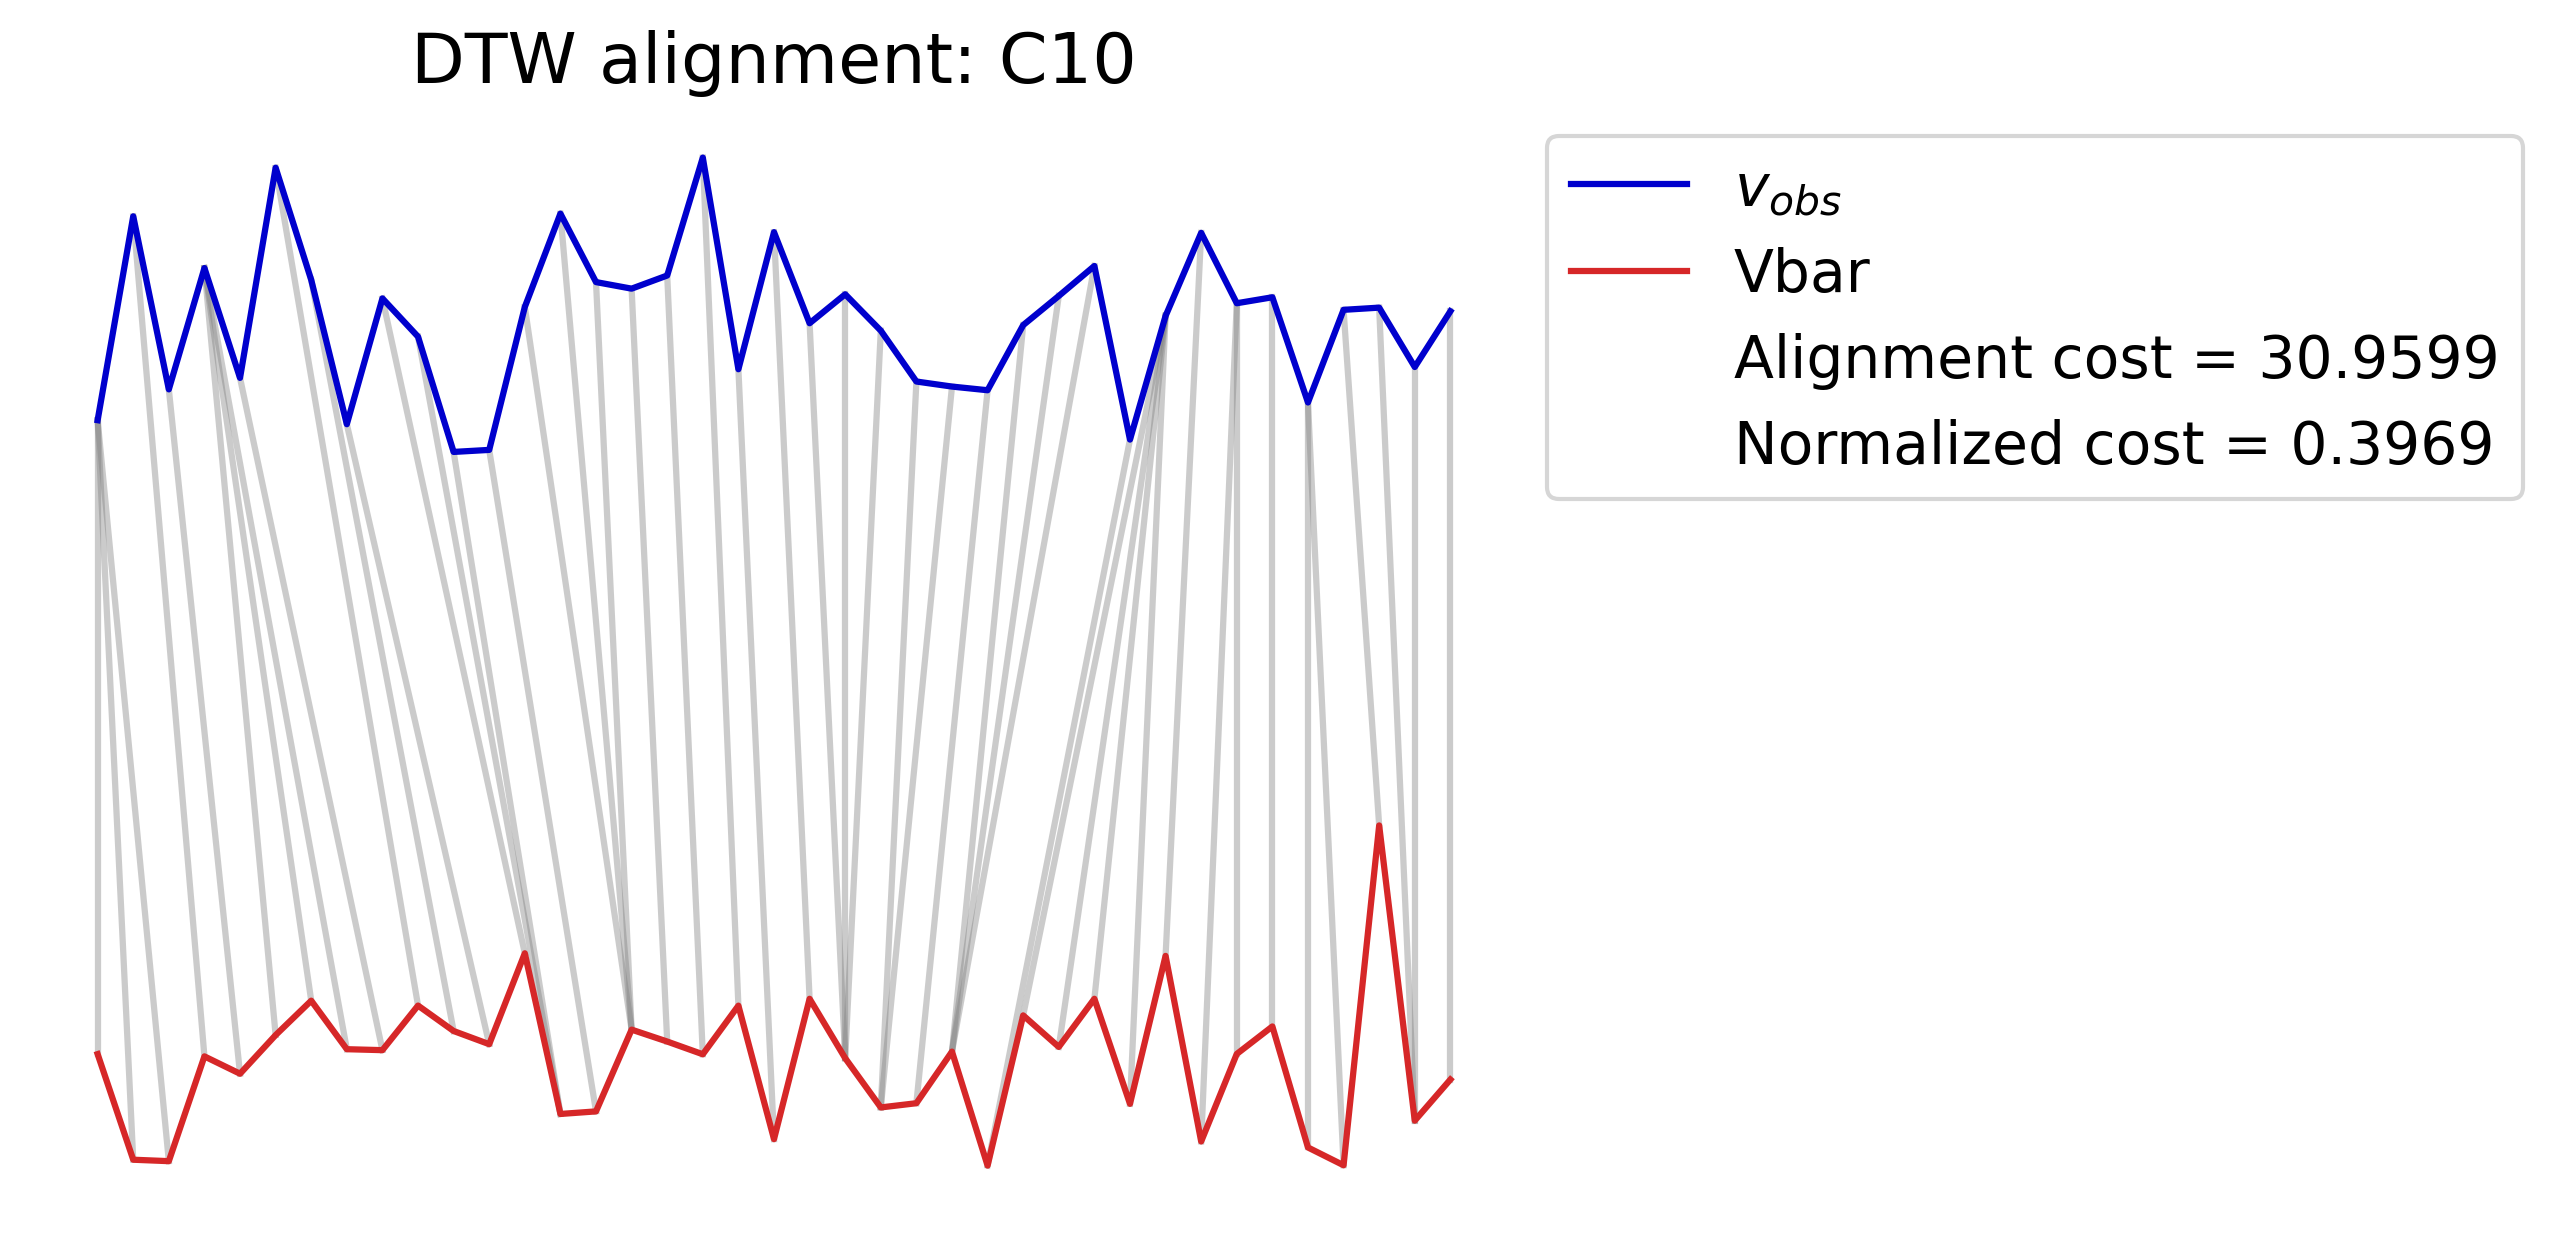 DTW alignment: C10
v_obs
Vbar
Alignment cost = 30.9599
Normalized cost = 0.3969